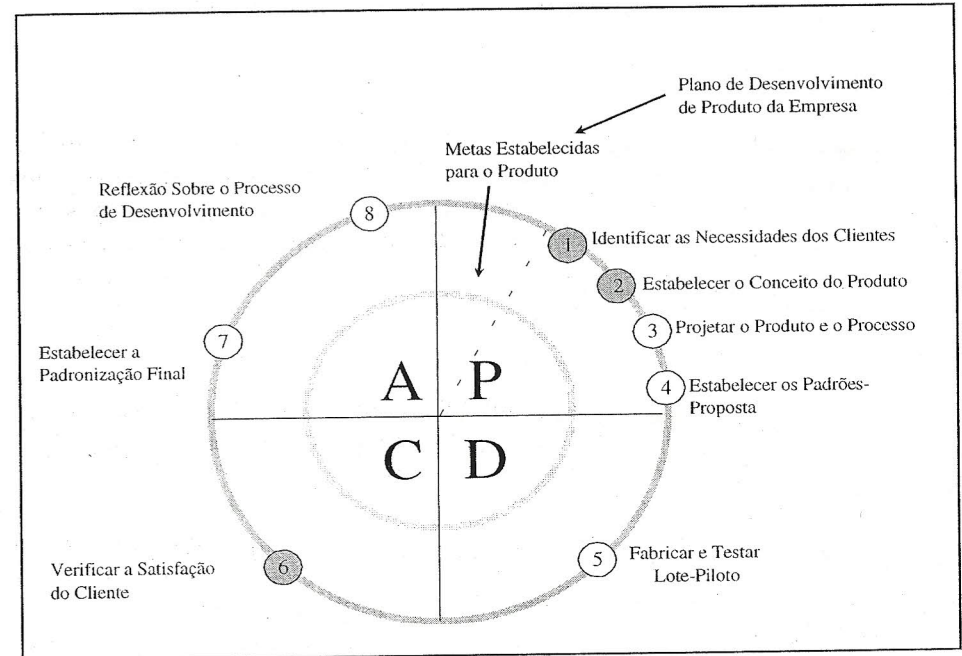 Plano de Desenvolvimento
de Produto da Empresa
Metas Estabelecidas
para o Produto
Reflexão Sobre o Processo
de Desenvolvimento
8
1
Identificar as Necessidades dos Clientes
2
Estabelecer o Conceito do Produto
3
Projetar o Produto e o Processo
7
Estabelecer a
Padronização Final
4
Estabelecer os Padrões-
Proposta
A P
C D
5
Fabricar e Testar
Lote-Piloto
6
Verificar a Satisfação
do Cliente